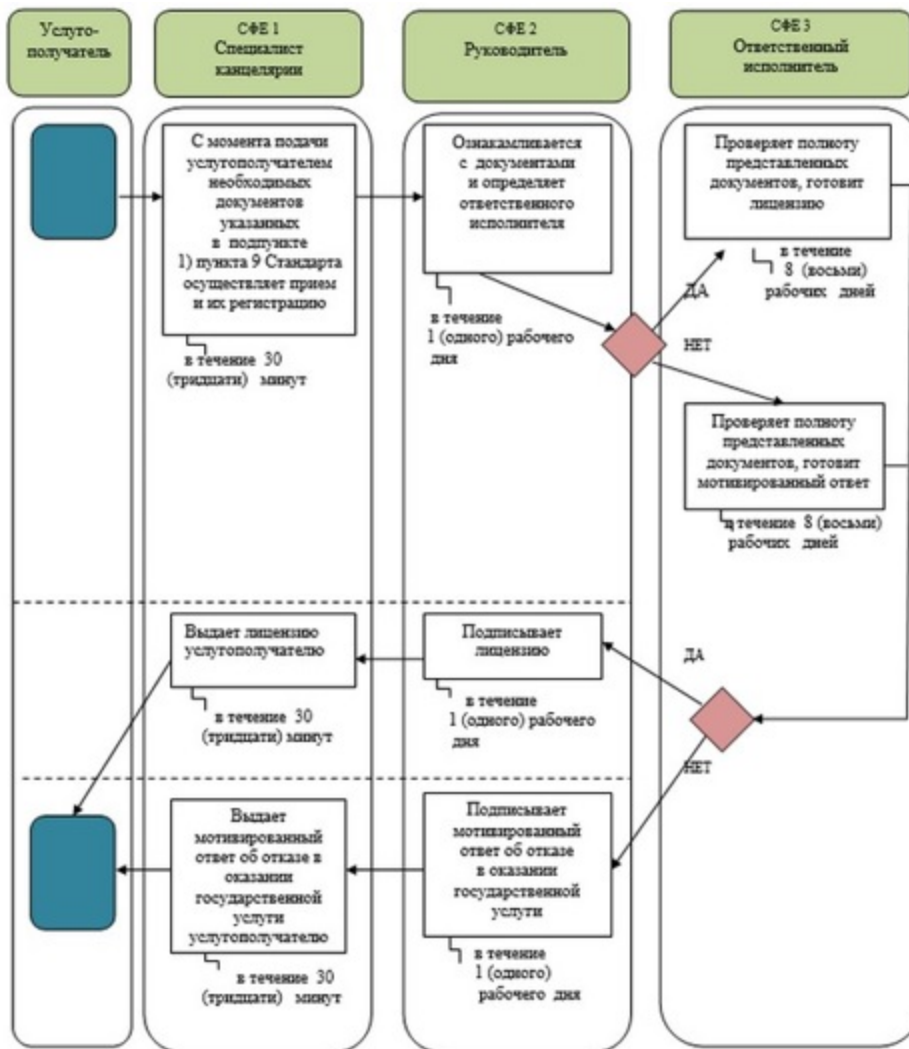 Услуго-
получатель
СФЕ 1
Специалист
канцелярии
СФЕ 2
Руководитель
СФЕ 3
Ответственный
исполнитель
С момента подачи
услугополучателем
необходимых
документов
указанных
в подпункте
1) пункта 9 Стандарта
осуществляет прием
и их регистрацию
в течение 30
(тридцати) минут
Ознакамливается
с документами
и определяет
ответственного
исполнителя
в течение
1 (одного) рабочего
дня
Проверяет полноту
представленных
документов, готовит
лицензию
в течение
8 (восьми)
рабочих дней
ДА
НЕТ
Проверяет полноту
представленных
документов, готовит
мотивированный ответ
в течение 8 (восьми)
рабочих дней
Выдает лицензию
услугополучателю
в течение 30
(тридцати) минут
Подписывает
лицензию
в течение
1 (одного) рабочего
дня
ДА
НЕТ
Выдает
мотивированный
ответ об отказе в
оказании
государственной
услуги
услугополучателю
в течение 30
(тридцати) минут
Подписывает
мотивированный
ответ об отказе
в оказании
государственной
услуги
в течение
1 (одного)
рабочего дня